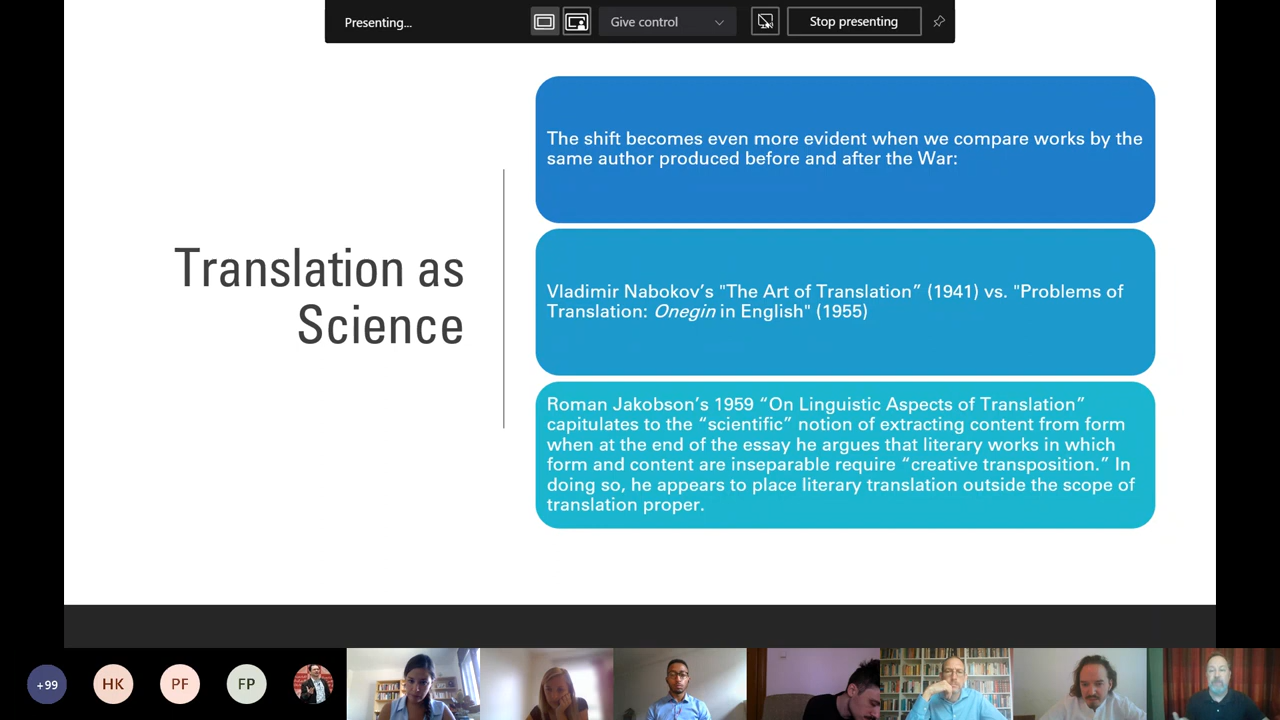 Presenting...
Give control
Stop presenting
The shift becomes even more evident when we compare works by the
same author produced before and after the War:
Translation as
Science
Vladimir Nabokov’s "The Art of Translation” (1941) vs. "Problems of
Translation: Onegin in English" (1955)
Roman Jakobson’s 1959 “On Linguistic Aspects of Translation”
capitulates to the “scientific” notion of extracting content from form
when at the end of the essay he argues that literary works in which
form and content are inseparable require “creative transposition.” In
doing so, he appears to place literary translation outside the scope of
translation proper.
+99
HK
PF
FP